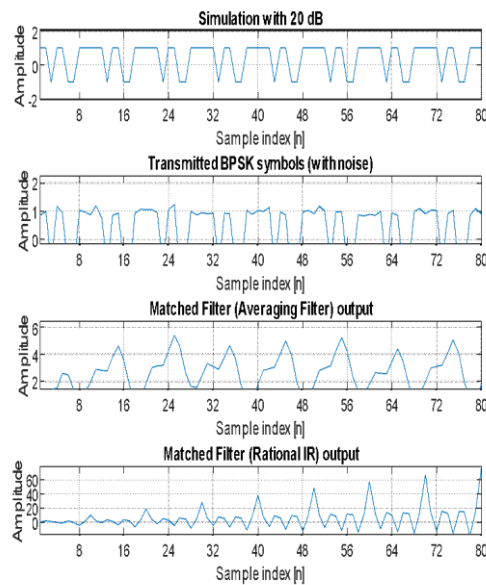 Simulation with 20 dB
2
0
-2
Amplitude
8 16 24 32 40 48 56 64 72 80
Sample index [n]
Transmitted BPSK symbols (with noise)
2
1
0
Amplitude
8 16 24 32 40 48 56 64 72 80
Sample index [n]
Matched Filter (Averaging Filter) output
6
4
2
Amplitude
8 16 24 32 40 48 56 64 72 80
Sample index [n]
Matched Filter (Rational IR) output
60
40
20
0
Amplitude
8 16 24 32 40 48 56 64 72 80
Sample index [n]